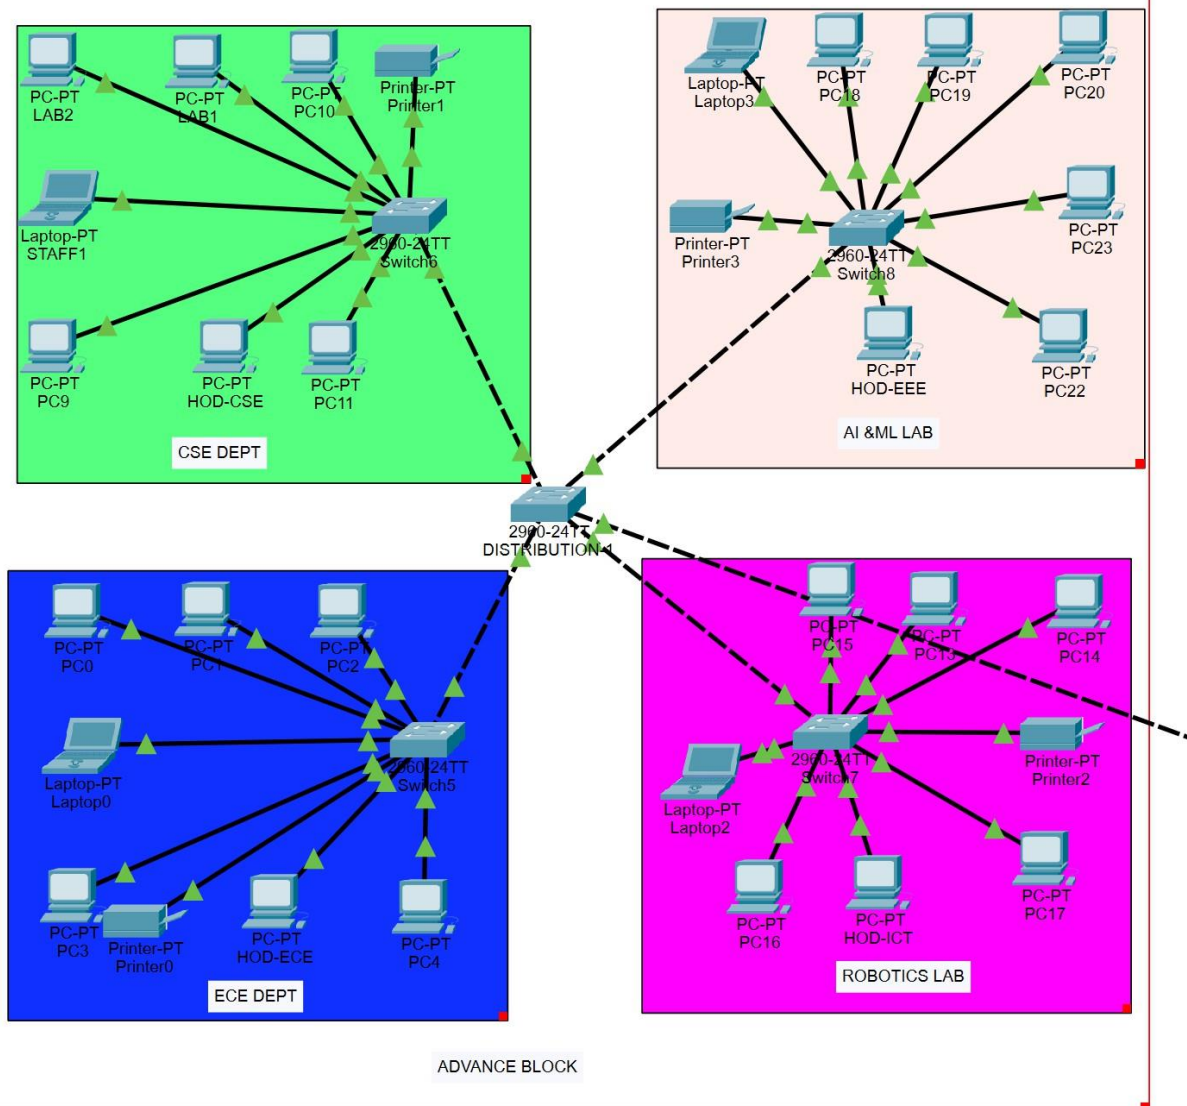 PC-PT
LAB2
PC-PT
LAB1
PC-PT
PC10
Printer-PT
Printer1
Laptop-PT
STAFF1
2960-24TT
Switch6
PC-PT
PC9
PC-PT
HOD-CSE
PC-PT
PC11
CSE DEPT
Laptop-PT
Laptop3
PC-PT
PC18
PC-PT
PC19
PC-PT
PC20
Printer-PT
Printer3
2960-24TT
Switch8
PC-PT
PC23
PC-PT
HOD-EEE
PC-PT
PC22
AI &ML LAB
2960-24TT
DISTRIBUTION-1
PC-PT
PC0
PC-PT
PC1
PC-PT
PC2
Laptop-PT
Laptop0
2960-24TT
Switch5
PC-PT
PC3
Printer-PT
Printer0
PC-PT
HOD-ECE
PC-PT
PC4
ECE DEPT
PC-PT
PC15
PC-PT
PC13
PC-PT
PC14
Laptop-PT
Laptop2
2960-24TT
Switch7
Printer-PT
Printer2
PC-PT
PC16
PC-PT
HOD-ICT
PC-PT
PC17
ROBOTICS LAB
ADVANCE BLOCK